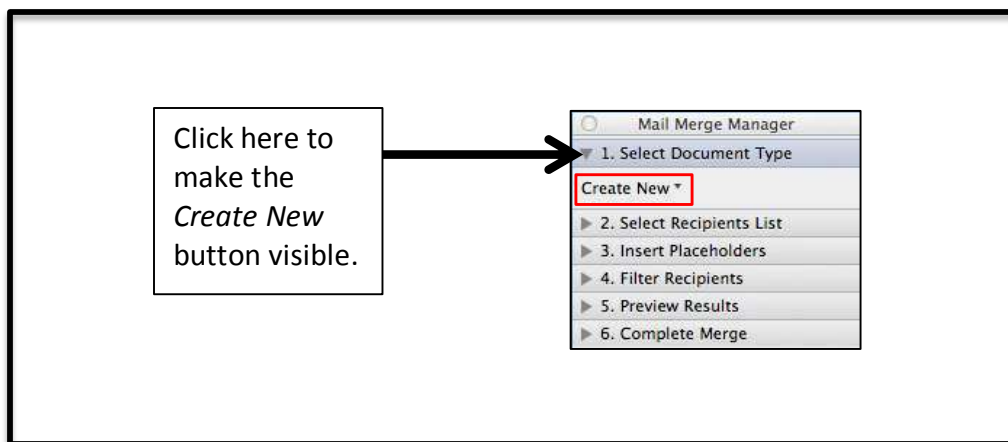 Click here to
make the
Create New
button visible.
Mail Merge Manager
1. Select Document Type
Create New
2. Select Recipients List
3. Insert Placeholders
4. Filter Recipients
5. Preview Results
6. Complete Merge